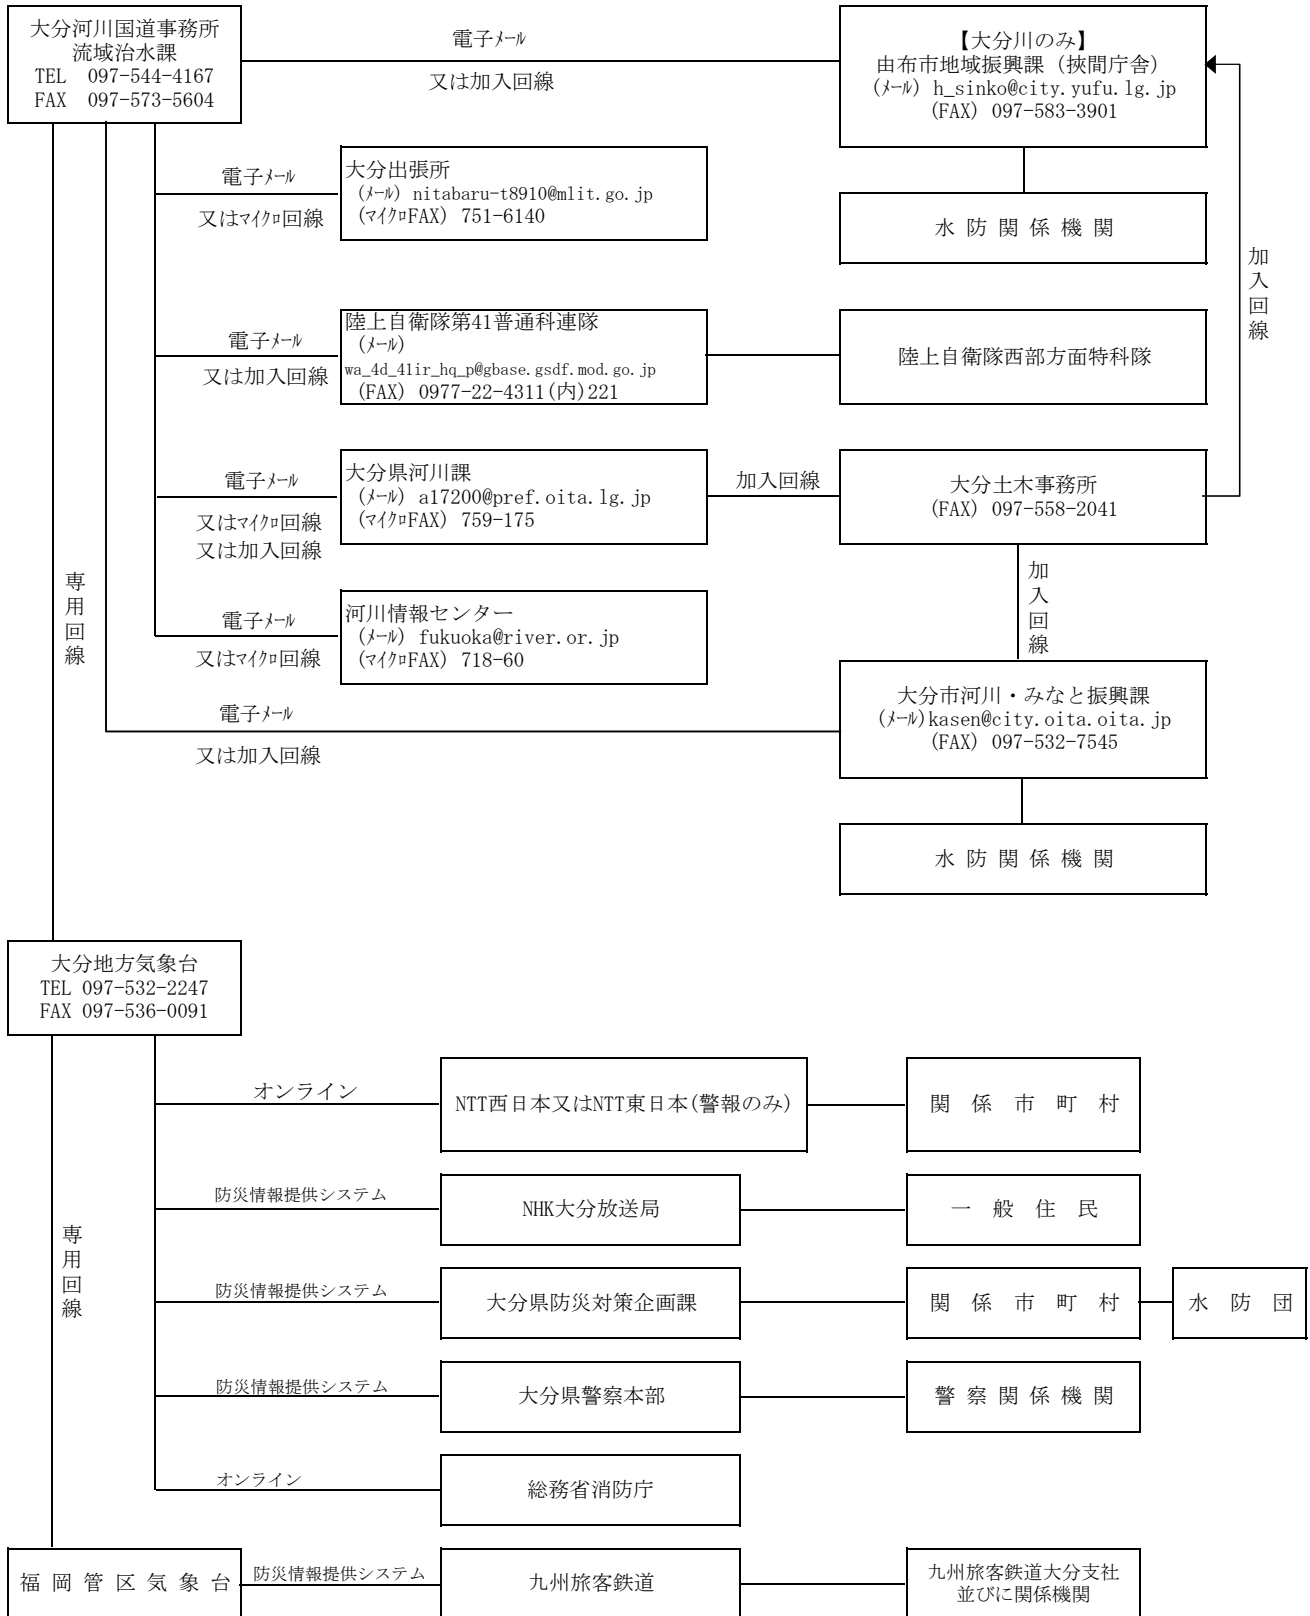 大分河川国道事務所
流域治水課
TEL 097-544-4167
FAX 097-573-5604
電子ﾒｰﾙ
又は加入回線
【大分川のみ】
由布市地域振興課（挾間庁舎）
(ﾒｰﾙ) h_sinko@city.yufu.lg.jp
(FAX) 097-583-3901
水防関係機関
加入回線
電子ﾒｰﾙ
又はﾏｲｸﾛ回線
大分出張所
(ﾒｰﾙ) nitabaru-t8910@mlit.go.jp
(ﾏｲｸﾛFAX) 751-6140
電子ﾒｰﾙ
又は加入回線
陸上自衛隊第41普通科連隊
(ﾒｰﾙ)
wa_4d_41ir_hq_p@gbase.gsdf.mod.go.jp
(FAX) 0977-22-4311(内)221
陸上自衛隊西部方面特科隊
電子ﾒｰﾙ
又はﾏｲｸﾛ回線
又は加入回線
大分県河川課
(ﾒｰﾙ) a17200@pref.oita.lg.jp
(ﾏｲｸﾛFAX) 759-175
加入回線
大分土木事務所
(FAX) 097-558-2041
加入回線
専用回線
電子ﾒｰﾙ
又はﾏｲｸﾛ回線
河川情報センター
(ﾒｰﾙ) fukuoka@river.or.jp
(ﾏｲｸﾛFAX) 718-60
電子ﾒｰﾙ
又は加入回線
大分市河川・みなと振興課
(ﾒｰﾙ)kasen@city.oita.oita.jp
(FAX) 097-532-7545
水防関係機関
大分地方気象台
TEL 097-532-2247
FAX 097-536-0091
オンライン
NTT西日本又はNTT東日本(警報のみ)
関係市町村
防災情報提供システム
NHK大分放送局
一般住民
専用回線
防災情報提供システム
大分県防災対策企画課
関係市町村
水防団
防災情報提供システム
大分県警察本部
警察関係機関
オンライン
総務省消防庁
福岡管区気象台
防災情報提供システム
九州旅客鉄道
九州旅客鉄道大分支社
並びに関係機関